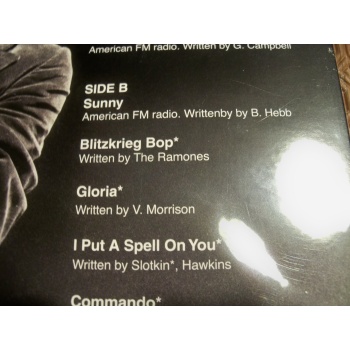 American FM radio. Written by G. Campbell
SIDE B
Sunny
American FM radio. Writtenby by B. Hebb
Blitzkrieg Bop*
Written by The Ramones
Gloria*
Written by V. Morrison
I Put A Spell On You*
Written by Slotkin*, Hawkins
Commando*